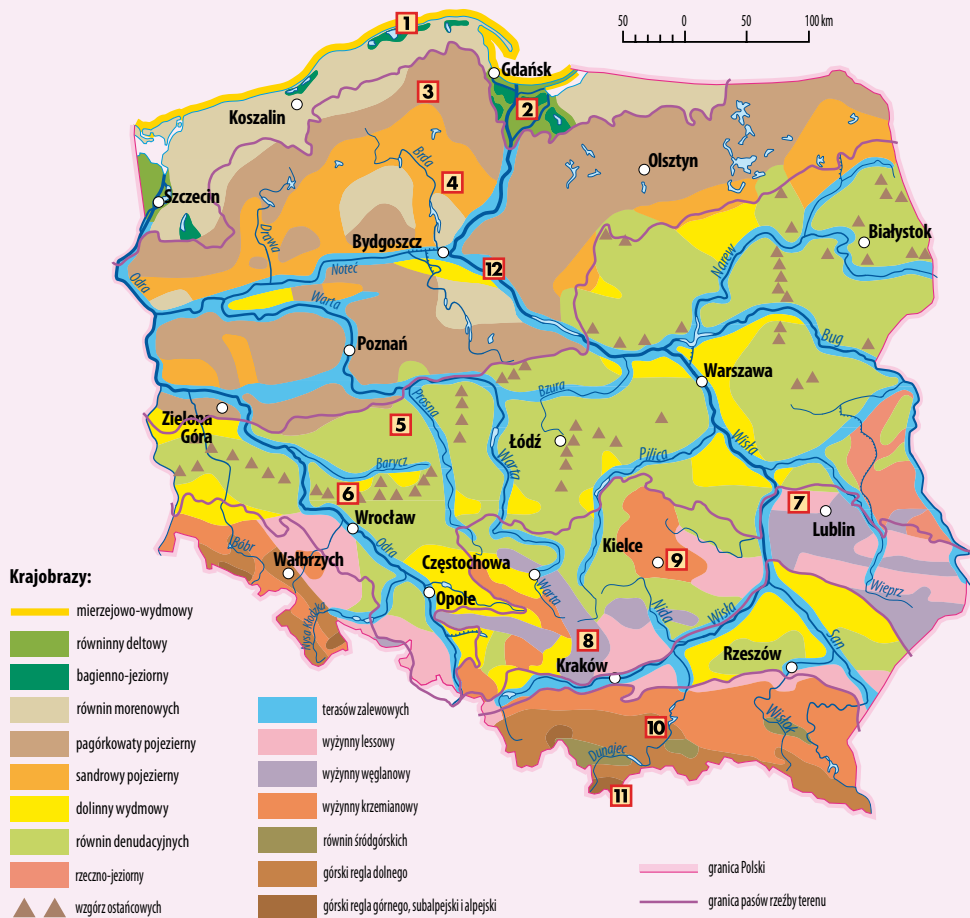 50 0 50 100 km
1
Gdańsk
3
2
Koszalin
Brda
Olsztyn
4
Szczecin
Drawa
Białystok
Bydgoszcz
Narew
12
Noteć
Odra
Warta
Bug
Poznań
Warszawa
Bzura
Prosna
Zielona
Góra
5
Wisła
Łódź
Warta
Pilica
Barycz
6
7
Wrocław
Lublin
Odra
Kielce
9
Bóbr
Wałbrzych
Częstochowa
Krajobrazy:
Opole
Warta
Wieprz
Nida
Wisła
mierzejowo-wydmowy
Nysa Kłodzka
8
San
równinny deltowy
Kraków
Rzeszów
bagienno-jeziorny
równin morenowych
terasów zalewowych
10
Wisłok
pagórkowaty pojezierny
wyżynny lessowy
Dunajec
sandrowy pojezierny
wyżynny węglanowy
11
dolinny wydmowy
wyżynny krzemianowy
równin denudacyjnych
równin śródgórskich
rzeczno-jeziorny
górski regla dolnego
granica Polski
wzgórz ostańcowych
górski regla górnego, subalpejski i alpejski
granica pasów rzeźby terenu